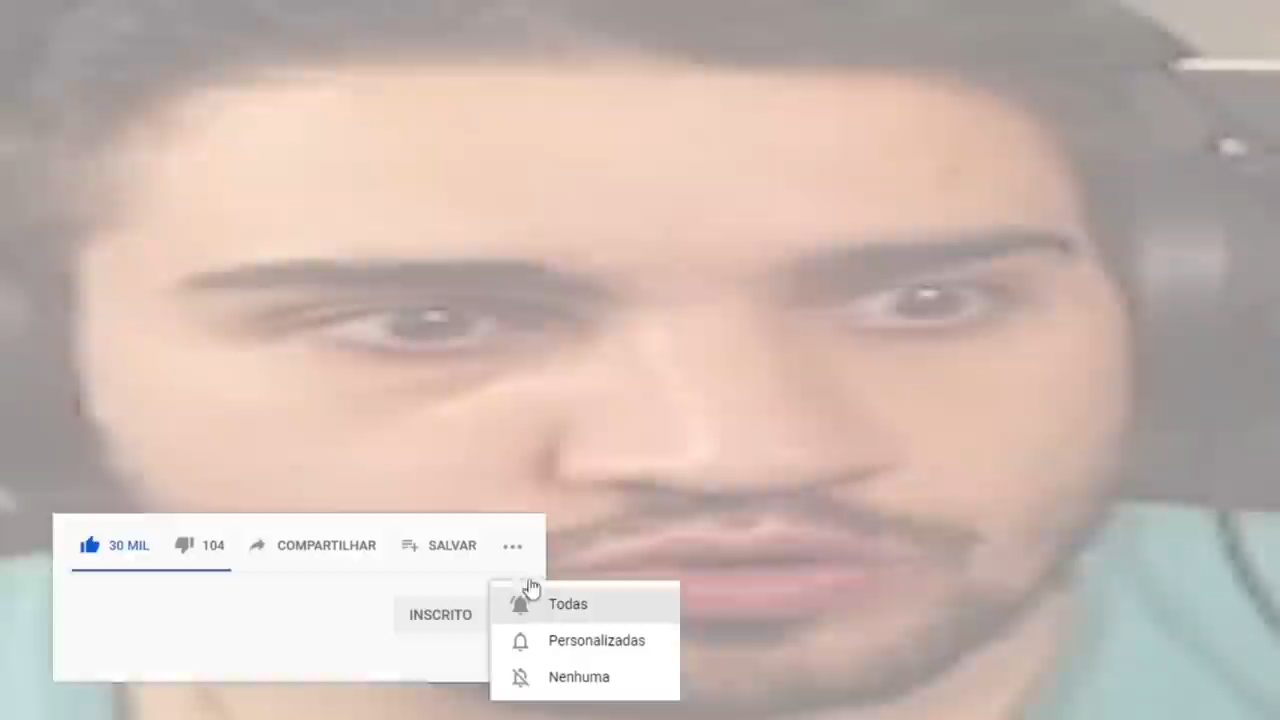 30 MIL 104 COMPARTILHAR SALVAR
INSCRITO
Todas
Personalizadas
Nenhuma